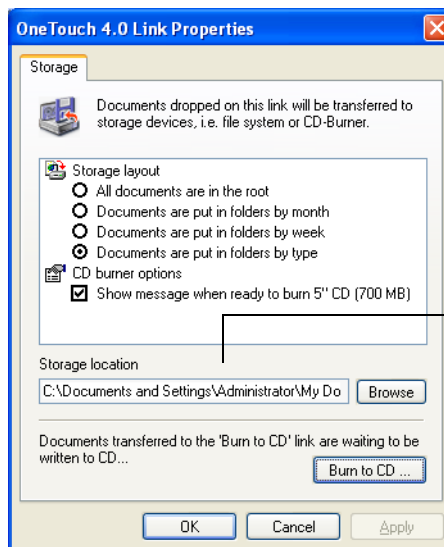 OneTouch 4.0 Link Properties
Storage
Documents dropped on this link will be transferred to
storage devices, i.e. file system or CD-Burner.
Storage layout
All documents are in the root
Documents are put in folders by month
Documents are put in folders by week
Documents are put in folders by type
CD burner options
Show message when ready to burn 5" CD (700 MB)
Storage location
C:\Documents and Settings\Administrator\My Do
Browse
Documents transferred to the 'Burn to CD' link are waiting to be
written to CD...
Burn to CD ...
OK Cancel Apply